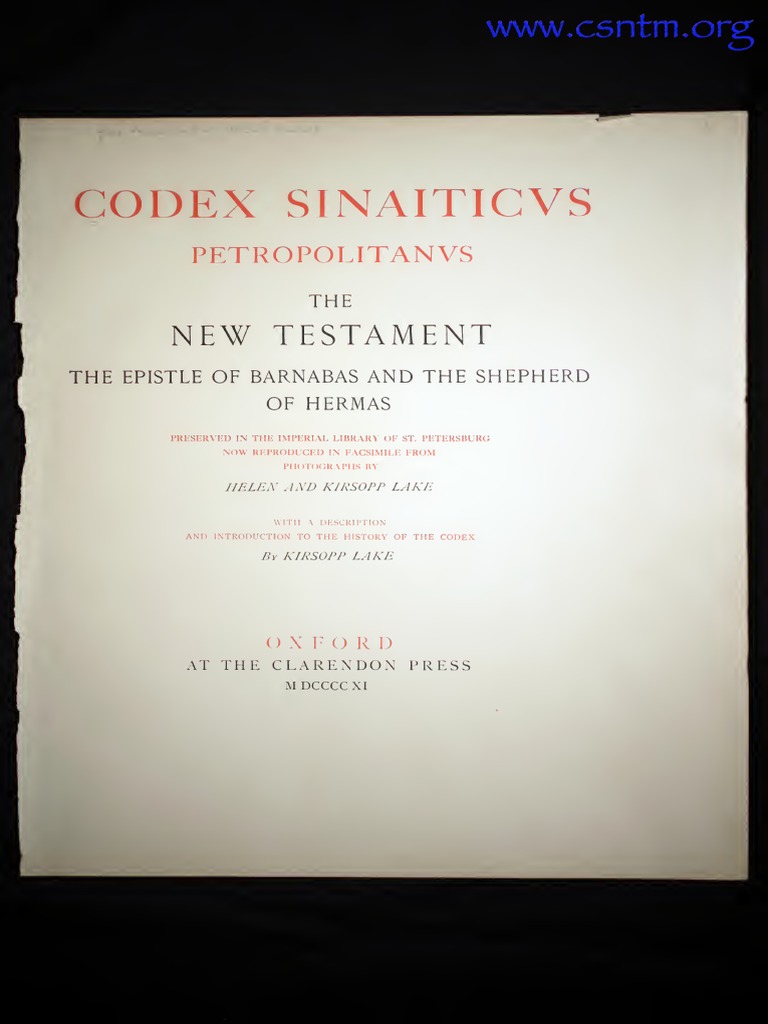 www.csntm.org
CODEX SINAITICVS
PETROPOLITANVS
THE
NEW TESTAMENT
THE EPISTLE OF BARNABAS AND THE SHEPHERD
OF HERMAS
PRESERVED IN THE IMPERIAL LIBRARY OF ST. PETERSBURG
NOW REPRODUCED IN FACSIMILE FROM
PHOTOGRAPHS BY
HELEN AND KIRSOPP LAKE
WITH A DESCRIPTION
AND INTRODUCTION TO THE HISTORY OF THE CODEX
By KIRSOPP LAKE
OXFORD
AT THE CLARENDON PRESS
M DCCCC XI